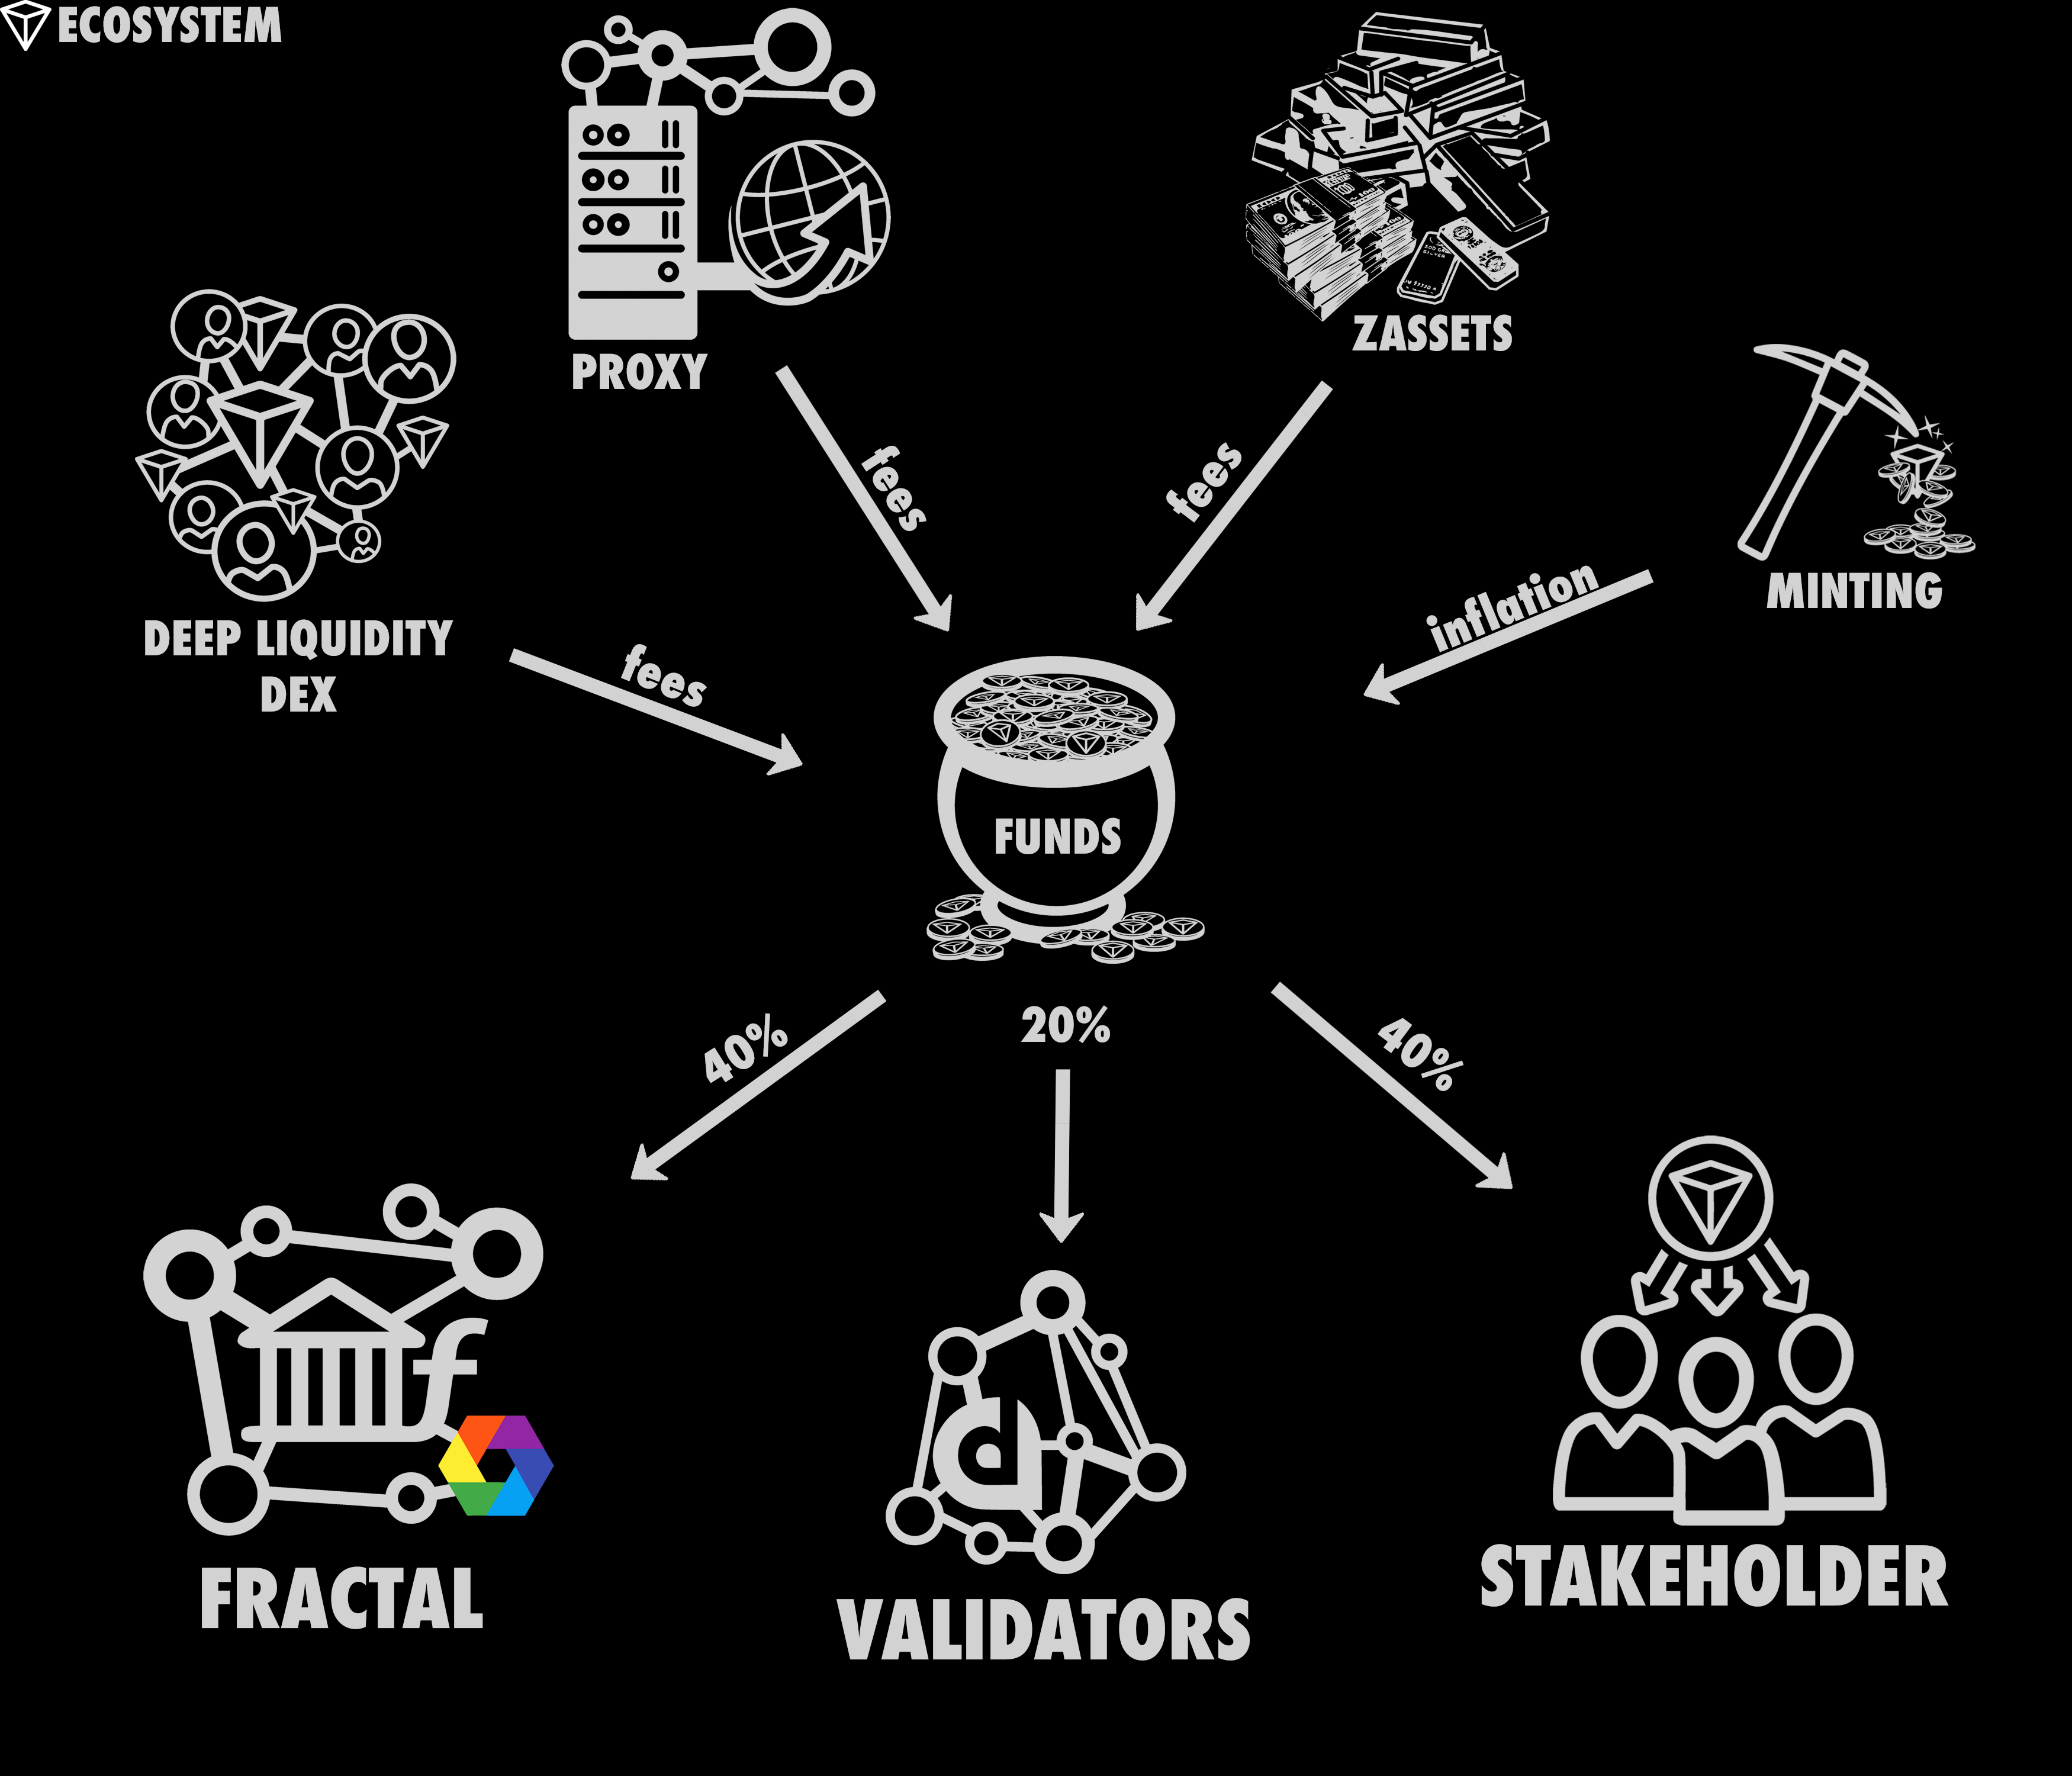 ECOSYSTEM
PROXY
ZASSETS
MINTING
DEEP LIQUIDITY
DEX
fees
fees
fees
inflation
FUNDS
40%
20%
40%
FRACTAL
VALIDATORS
STAKEHOLDER